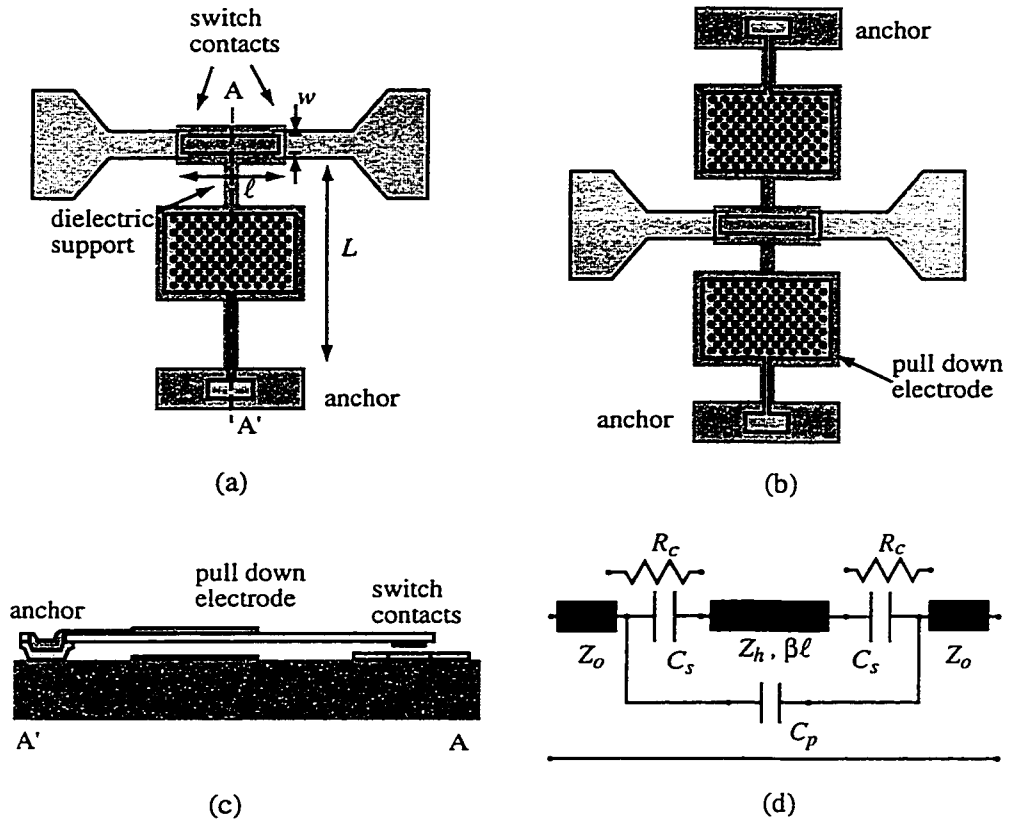 switch
contacts
A
w
ℓ
dielectric
support
L
anchor
A'
(a)
anchor
pull down
electrode
anchor
(b)
anchor
pull down
electrode
switch
contacts
A'
A
(c)
R_c
R_c
Z_o
C_s
Z_h, βℓ
C_s
Z_o
C_p
(d)